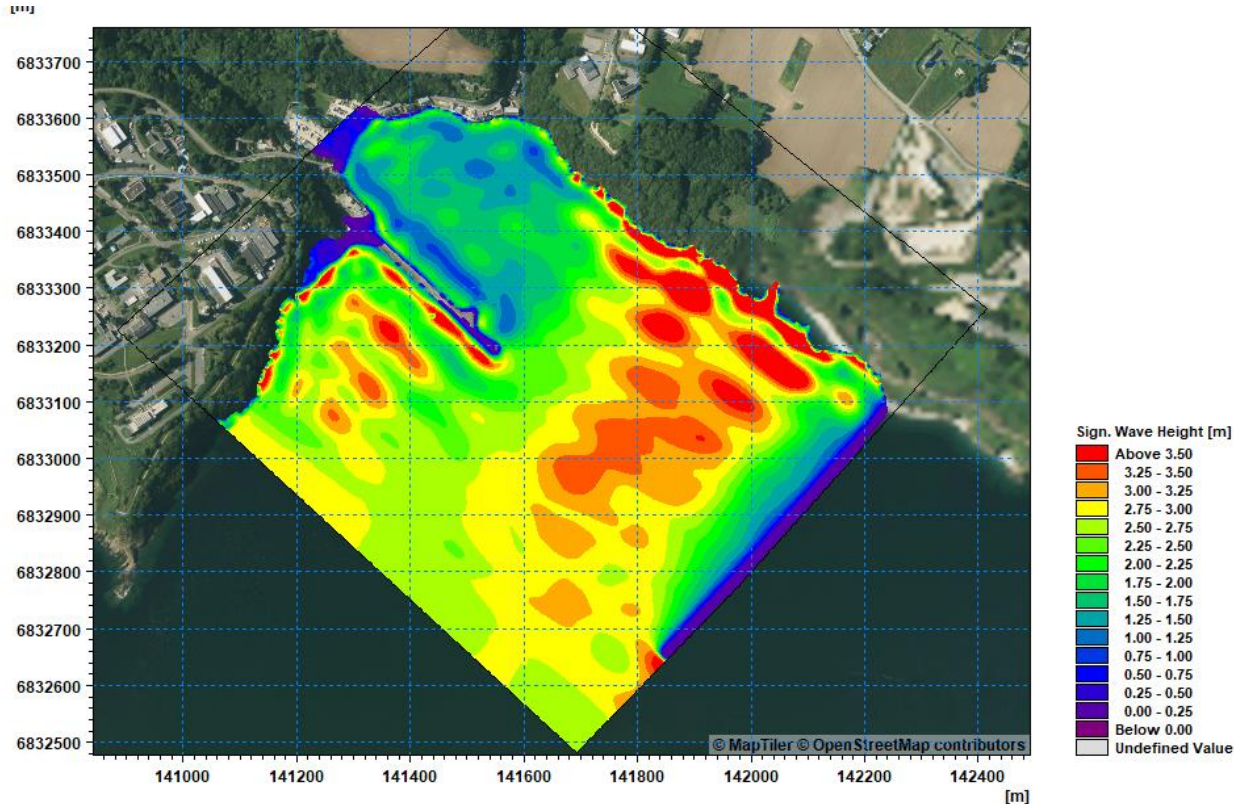 [m]
6833700
6833600
6833500
6833400
6833300
6833200
6833100
6833000
6832900
6832800
6832700
6832600
6832500
141000 141200 141400 141600 141800 142000 142200 142400
[m]
© MapTiler © OpenStreetMap contributors
Sign. Wave Height [m]
Above 3.50
3.25 - 3.50
3.00 - 3.25
2.75 - 3.00
2.50 - 2.75
2.25 - 2.50
2.00 - 2.25
1.75 - 2.00
1.50 - 1.75
1.25 - 1.50
1.00 - 1.25
0.75 - 1.00
0.50 - 0.75
0.25 - 0.50
0.00 - 0.25
Below 0.00
Undefined Value